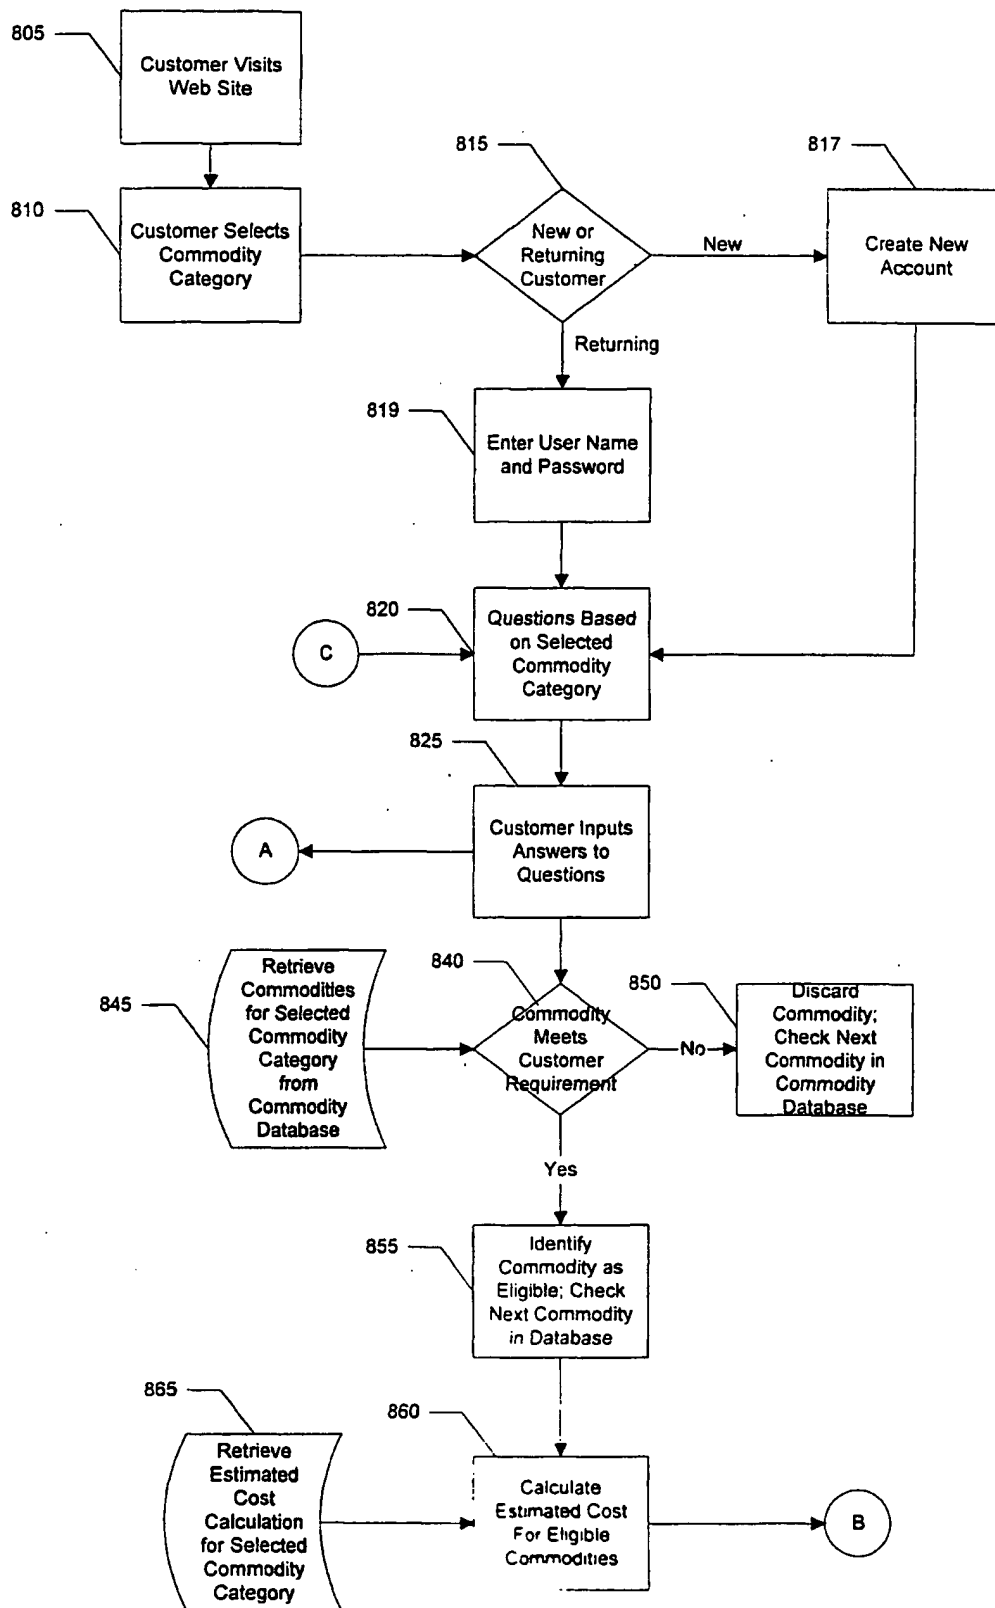 805
Customer Visits
Web Site
810
Customer Selects
Commodity
Category
815
New or
Returning
Customer
New
817
Create New
Account
Returning
819
Enter User Name
and Password
820
Questions Based
on Selected
Commodity
Category
C
825
Customer Inputs
Answers to
Questions
A
845
Retrieve
Commodities
for Selected
Commodity
Category
from
Commodity
Database
840
Commodity
Meets
Customer
Requirement
No
850
Discard
Commodity;
Check Next
Commodity in
Commodity
Database
Yes
855
Identify
Commodity as
Eligible; Check
Next Commodity
in Database
865
Retrieve
Estimated
Cost
Calculation
for Selected
Commodity
Category
860
Calculate
Estimated Cost
For Eligible
Commodities
B